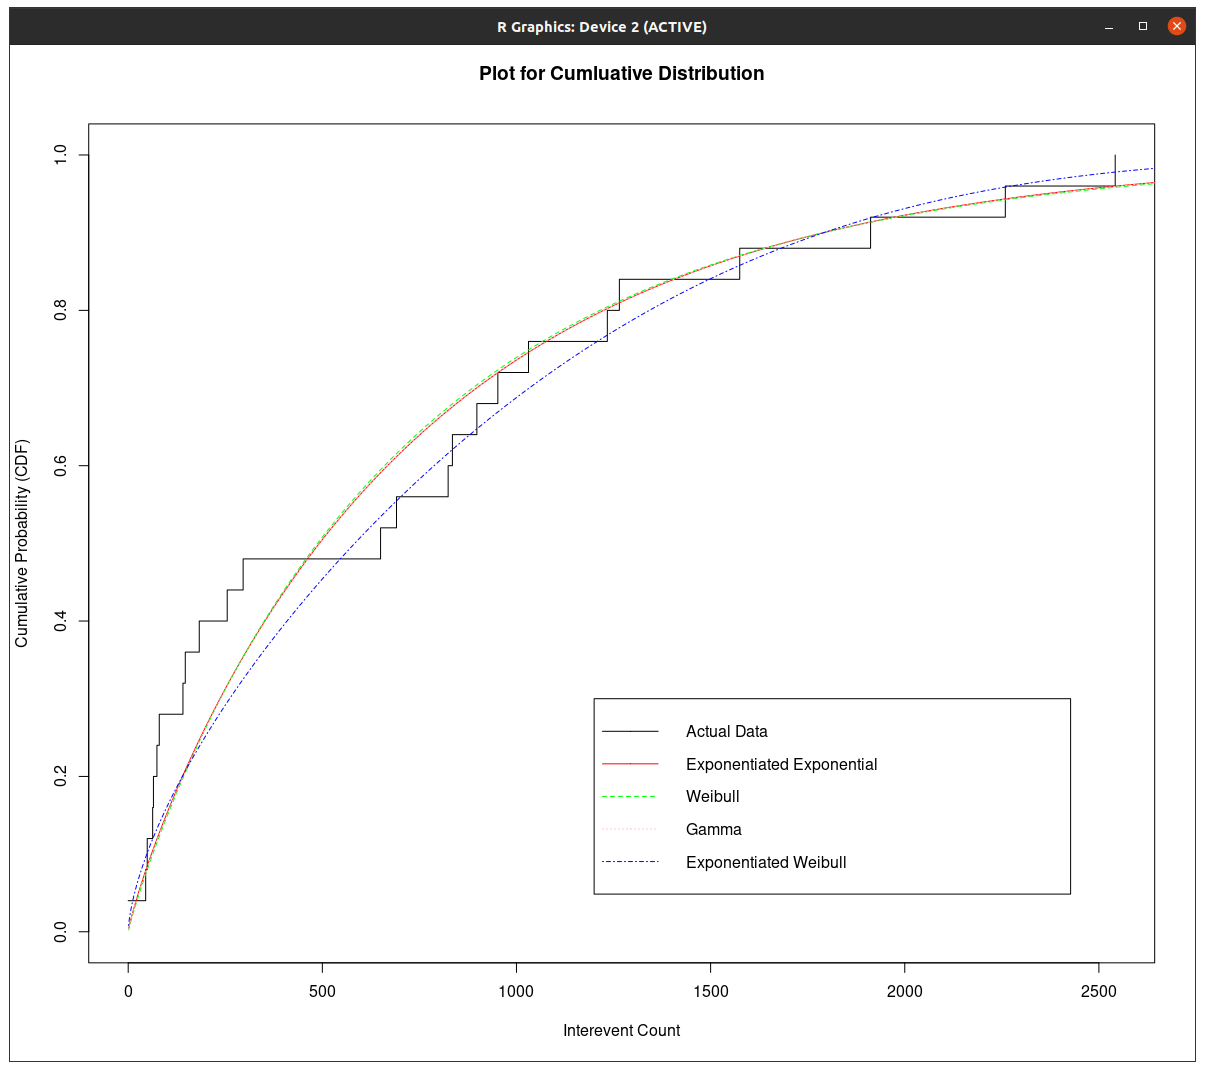 R Graphics: Device 2 (ACTIVE)
Plot for Cumluative Distribution
Cumulative Probability (CDF)
1.0
0.8
0.6
0.4
0.2
0.0
Actual Data
Exponentiated Exponential
Weibull
Gamma
Exponentiated Weibull
0 500 1000 1500 2000 2500
Interevent Count